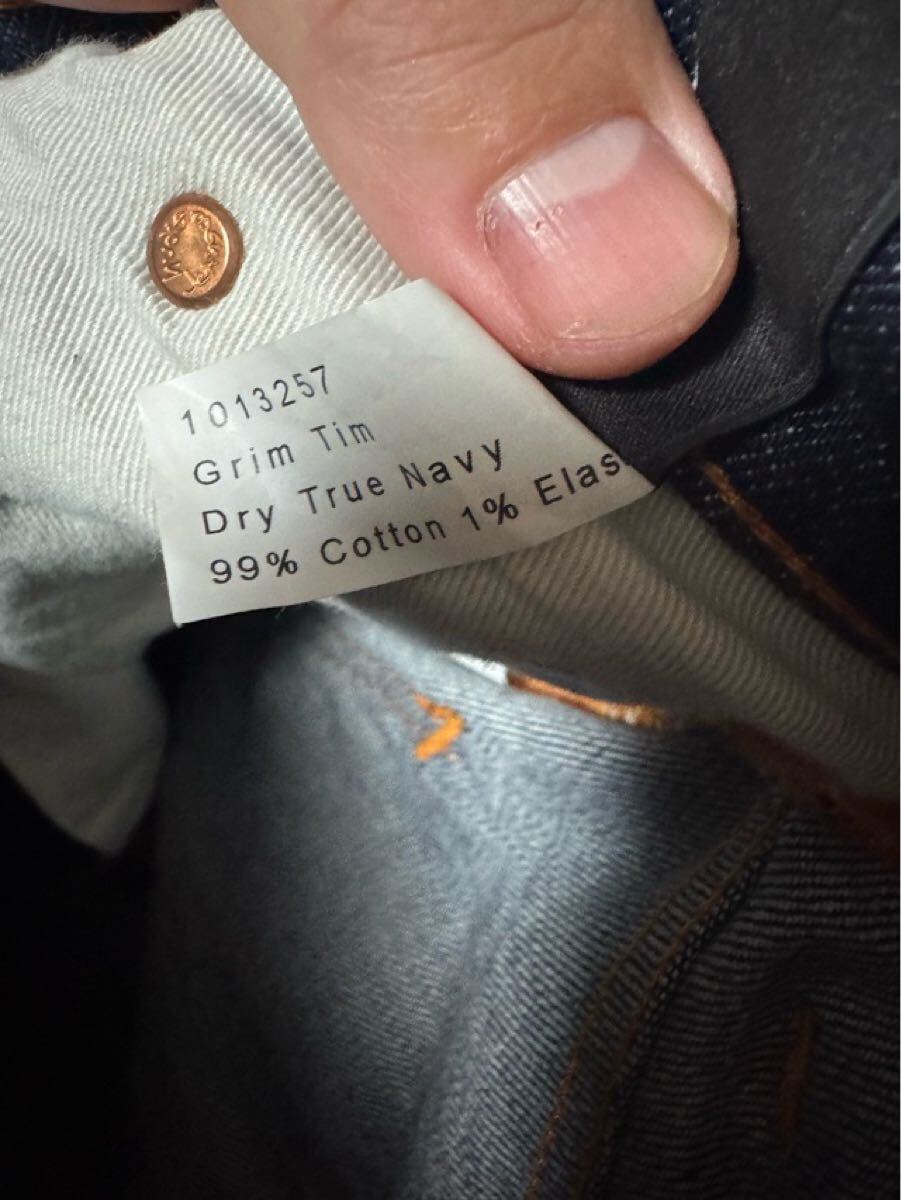 1013257
Grim Tim
Dry True Navy
99% Cotton 1% Elas